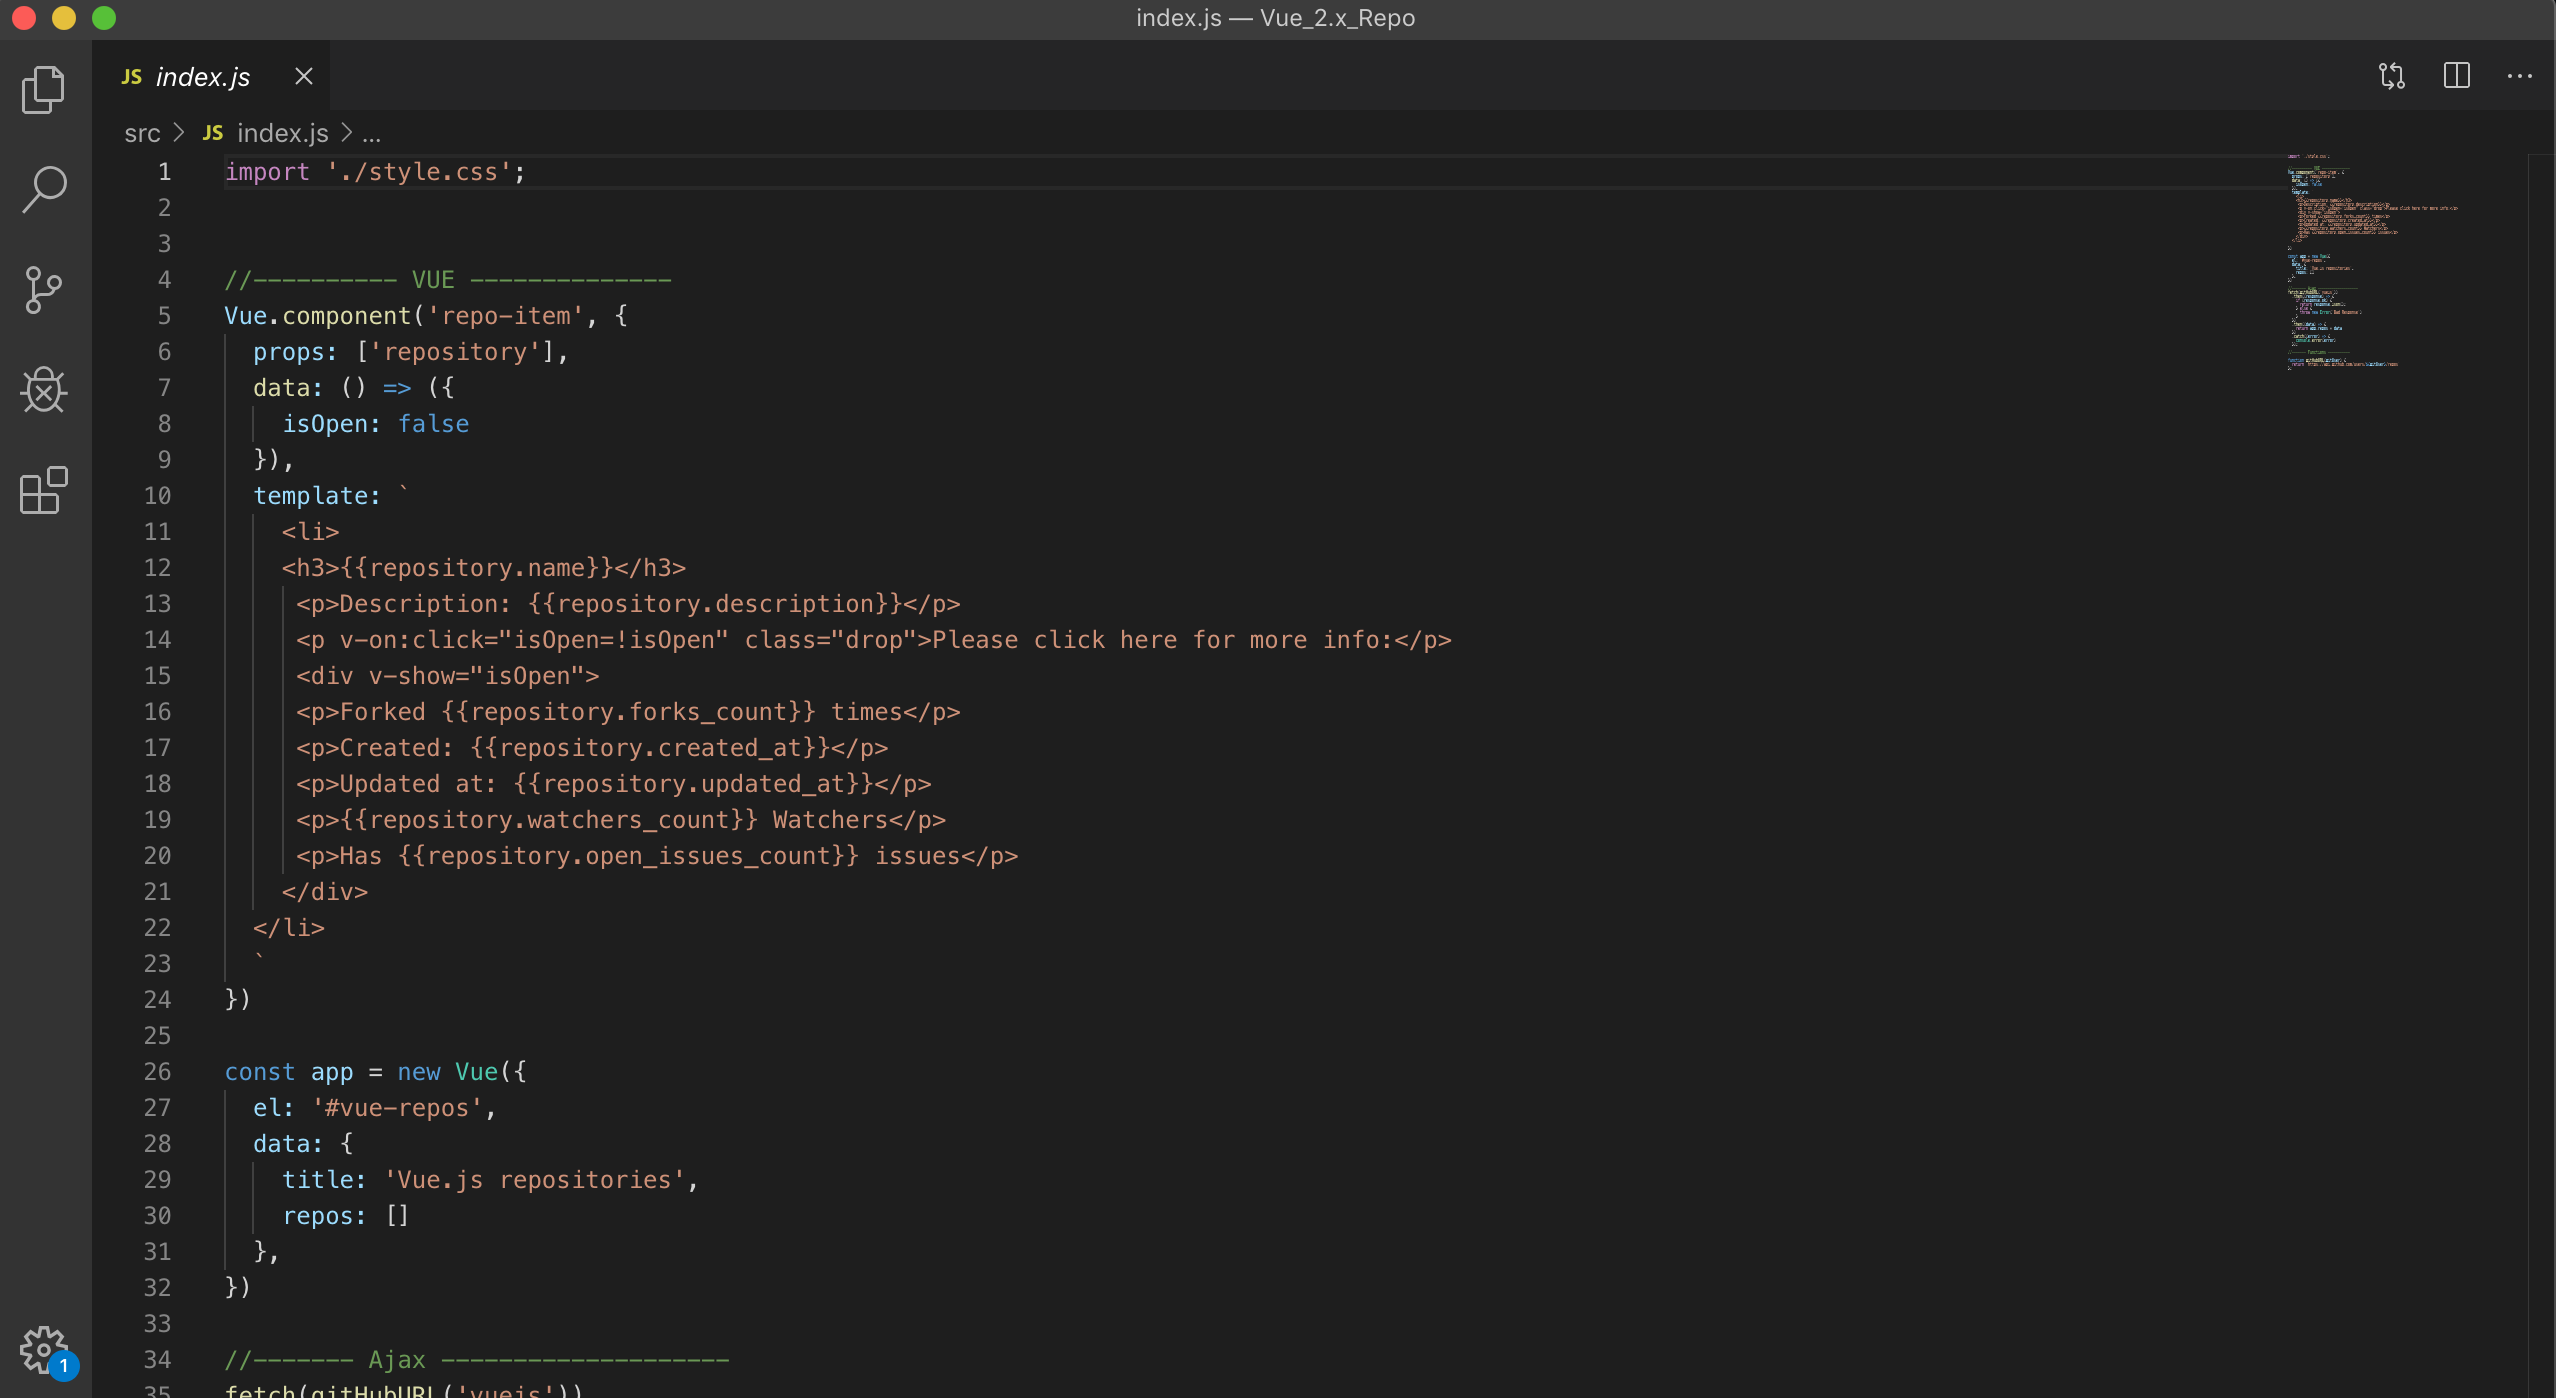 index.js — Vue_2.x_Repo
JS index.js
src > JS index.js > ...
1 import './style.css';
2
3
4 //---------- VUE --------------
5 Vue.component('repo-item', {
6   props: ['repository'],
7   data: () => ({
8     isOpen: false
9   }),
10   template: `
11     <li>
12     <h3>{{repository.name}}</h3>
13      <p>Description: {{repository.description}}</p>
14      <p v-on:click="isOpen=!isOpen" class="drop">Please click here for more info:</p>
15      <div v-show="isOpen">
16      <p>Forked {{repository.forks_count}} times</p>
17      <p>Created: {{repository.created_at}}</p>
18      <p>Updated at: {{repository.updated_at}}</p>
19      <p>{{repository.watchers_count}} Watchers</p>
20      <p>Has {{repository.open_issues_count}} issues</p>
21     </div>
22   </li>
23   `
24 })
25
26 const app = new Vue({
27   el: '#vue-repos',
28   data: {
29     title: 'Vue.js repositories',
30     repos: []
31   },
32 })
33
34 //------- Ajax --------------------
35 fetch(gitHubURL('vuejs'))
1